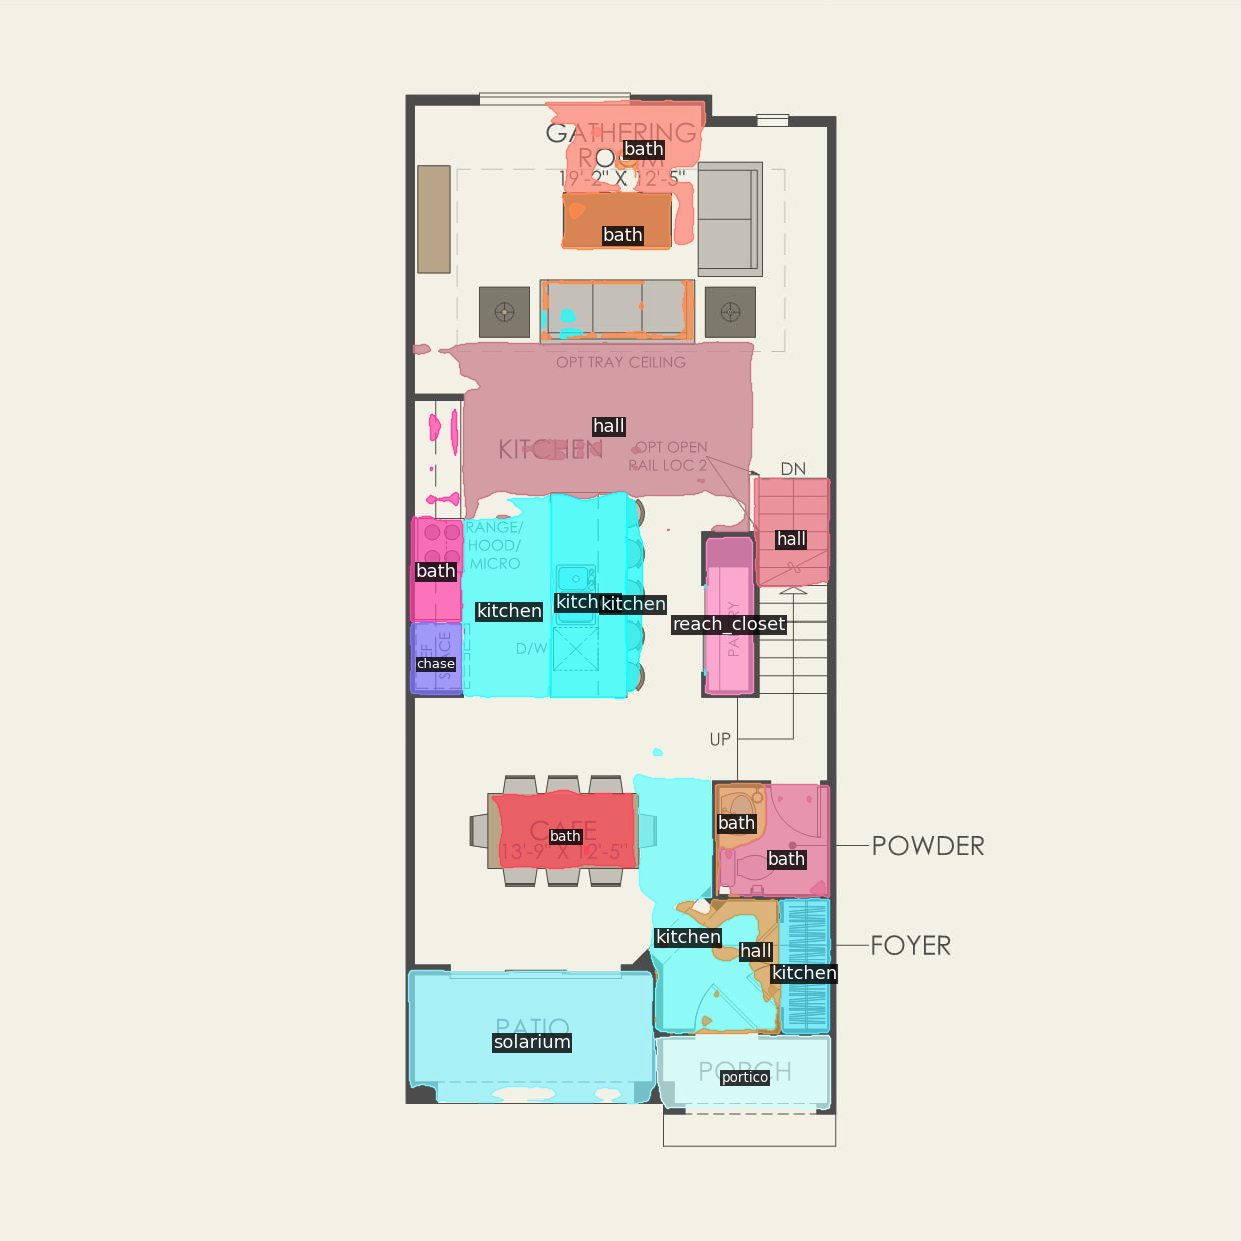 GATHERING
ROOM
19'-2" X 12'-5"
bath
bath
OPT TRAY CEILING
hall
KITCHEN
OPT OPEN
RAIL LOC 2
DN
RANGE/
HOOD/
MICRO
hall
bath
kitchen
kitchen
reach_closet
PANTRY
D/W
chase
SPACE
UP
bath
CAFE
13'-9" X 12'-5"
bath
bath
POWDER
kitchen
hall
kitchen
FOYER
PATIO
solarium
PORCH
portico